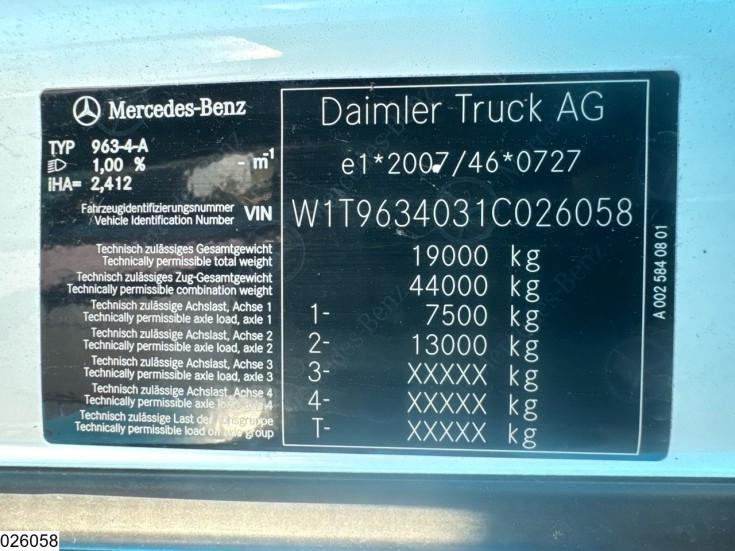 Mercedes-Benz
Daimler Truck AG
TYP 963-4-A
1,00 % - m-1
iHA= 2,412
e1*2007/46*0727
Fahrzeugidentifizierungsnummer
Vehicle Identification Number VIN W1T9634031C026058
Technisch zulässiges Gesamtgewicht
Technically permissible total weight 19000 kg
Technisch zulässiges Zug-Gesamtgewicht
Technically permissible combination weight 44000 kg
Technisch zulässige Achslast, Achse 1
Technically permissible axle load, axle 1 1- 7500 kg
Technisch zulässige Achslast, Achse 2
Technically permissible axle load, axle 2 2- 13000 kg
Technisch zulässige Achslast, Achse 3
Technically permissible axle load, axle 3 3- XXXXX kg
Technisch zulässige Achslast, Achse 4
Technically permissible axle load, axle 4 4- XXXXX kg
Technisch zulässige Last der
Technically permissible load on group T- XXXXX kg
A 002 584 08 01
026058